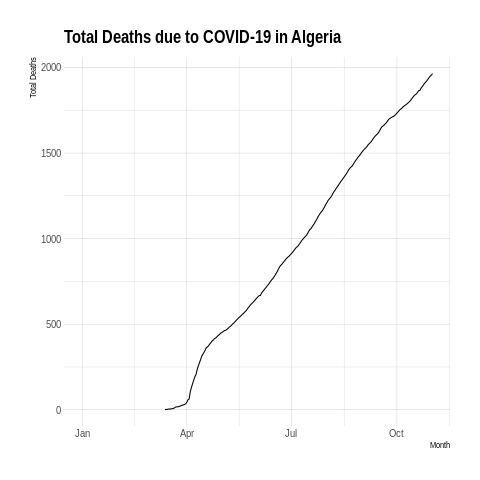 Total Deaths due to COVID-19 in Algeria
Total Deaths
2000
1500
1000
500
0
Jan Apr Jul Oct
Month